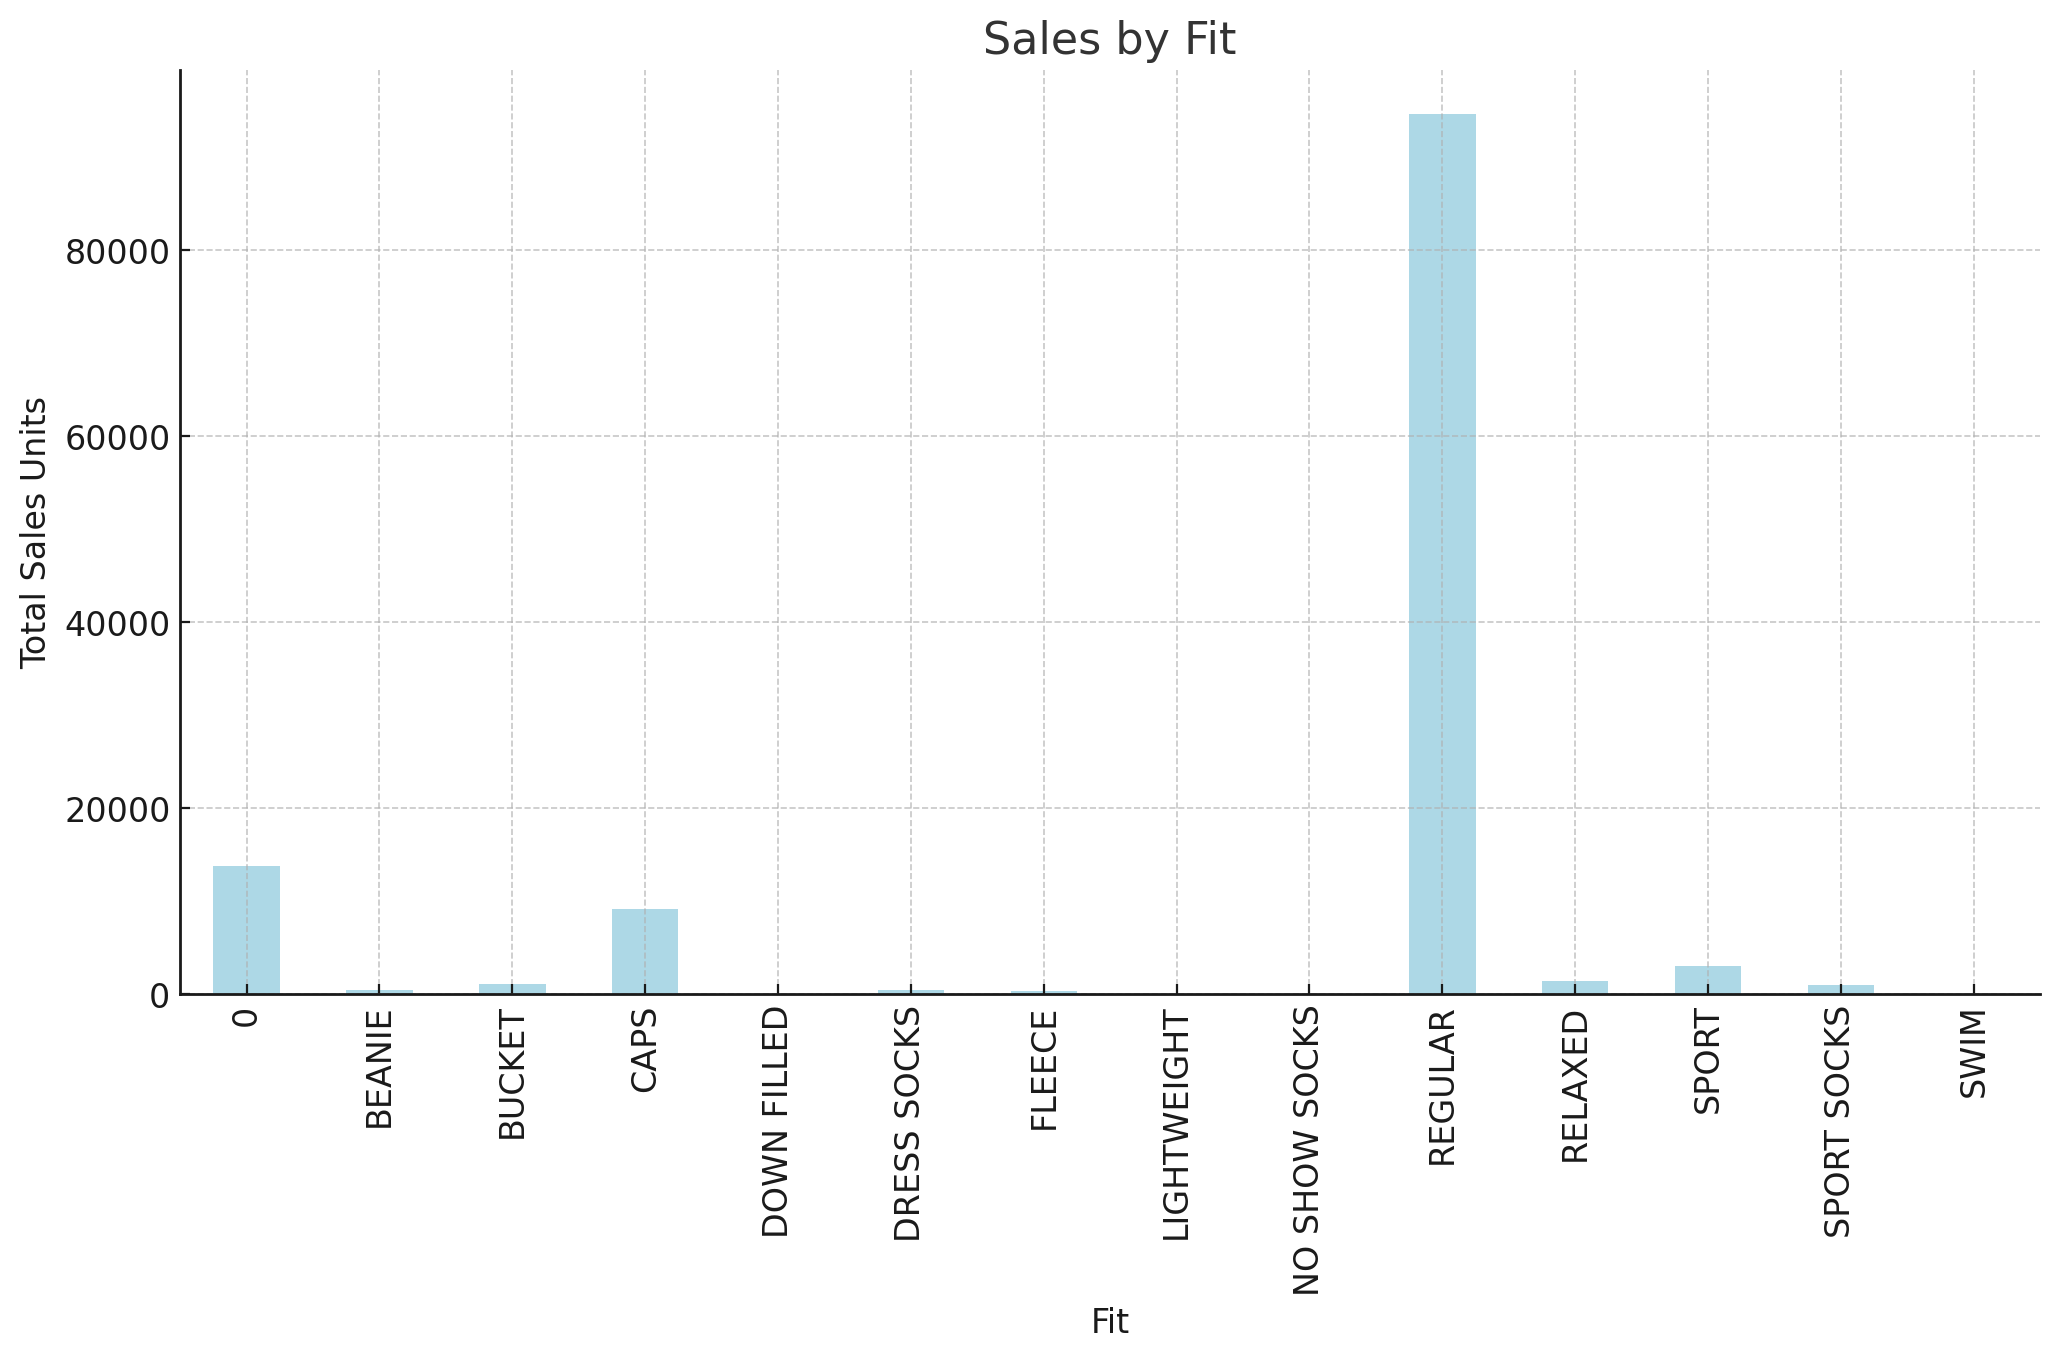 Sales by Fit
Total Sales Units
80000
60000
40000
20000
0
0
BEANIE
BUCKET
CAPS
DOWN FILLED
DRESS SOCKS
FLEECE
LIGHTWEIGHT
NO SHOW SOCKS
REGULAR
RELAXED
SPORT
SPORT SOCKS
SWIM
Fit